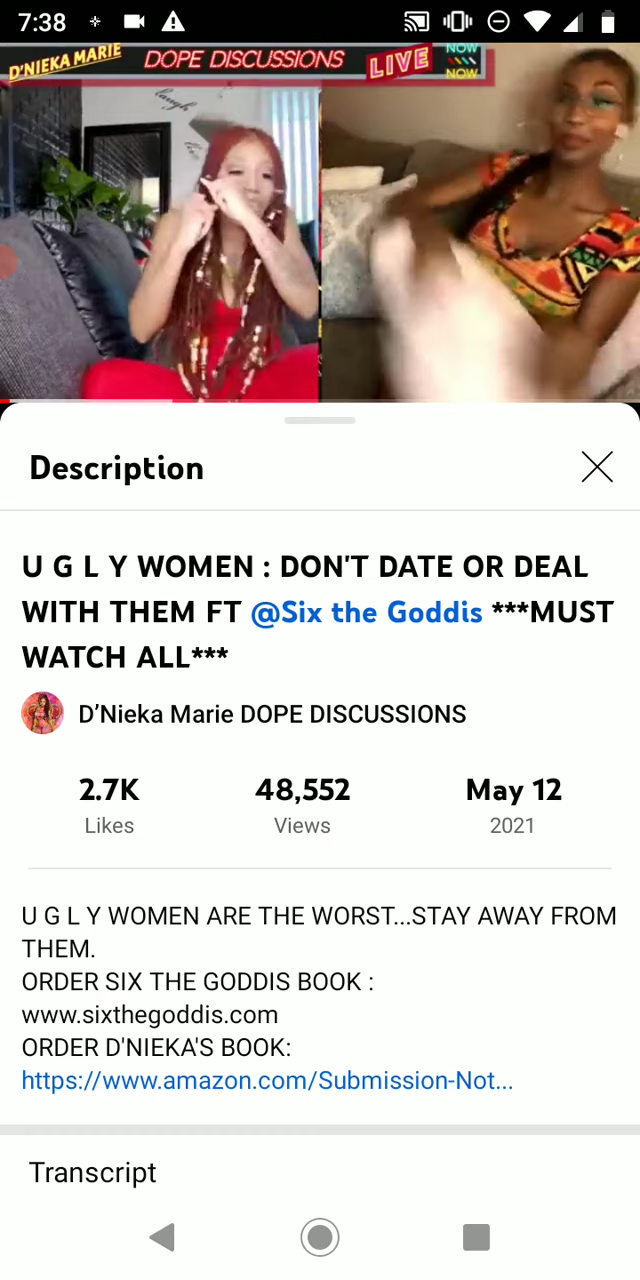 7:38
D'NIEKA MARIE DOPE DISCUSSIONS LIVE NOW
NOW
laugh
Description
U G L Y WOMEN : DON'T DATE OR DEAL
WITH THEM FT @Six the Goddis ***MUST
WATCH ALL***
D’Nieka Marie DOPE DISCUSSIONS
2.7K 48,552 May 12
Likes Views 2021
U G L Y WOMEN ARE THE WORST...STAY AWAY FROM
THEM.
ORDER SIX THE GODDIS BOOK :
www.sixthegoddis.com
ORDER D'NIEKA'S BOOK:
https://www.amazon.com/Submission-Not...
Transcript